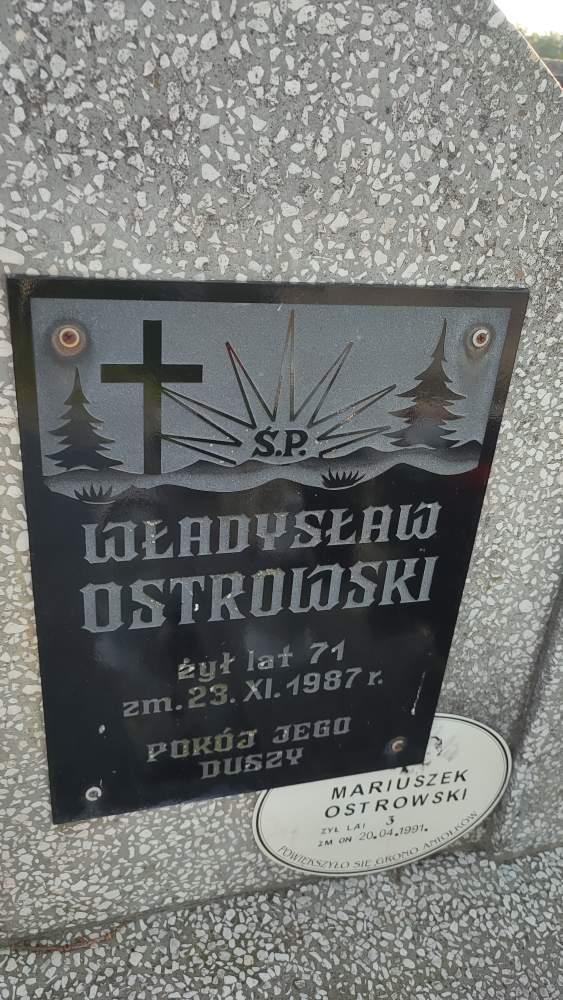 Ś.P.
WŁADYSŁAW
OSTROWSKI
żył lat 71
zm. 23. XI. 1987 r.
POKÓJ JEGO
DUSZY
MARIUSZEK
OSTROWSKI
ŻYŁ LAT 3
ZM ON 20.04.1991.
POWIĘKSZYŁO SIĘ GRONO ANIOŁKÓW